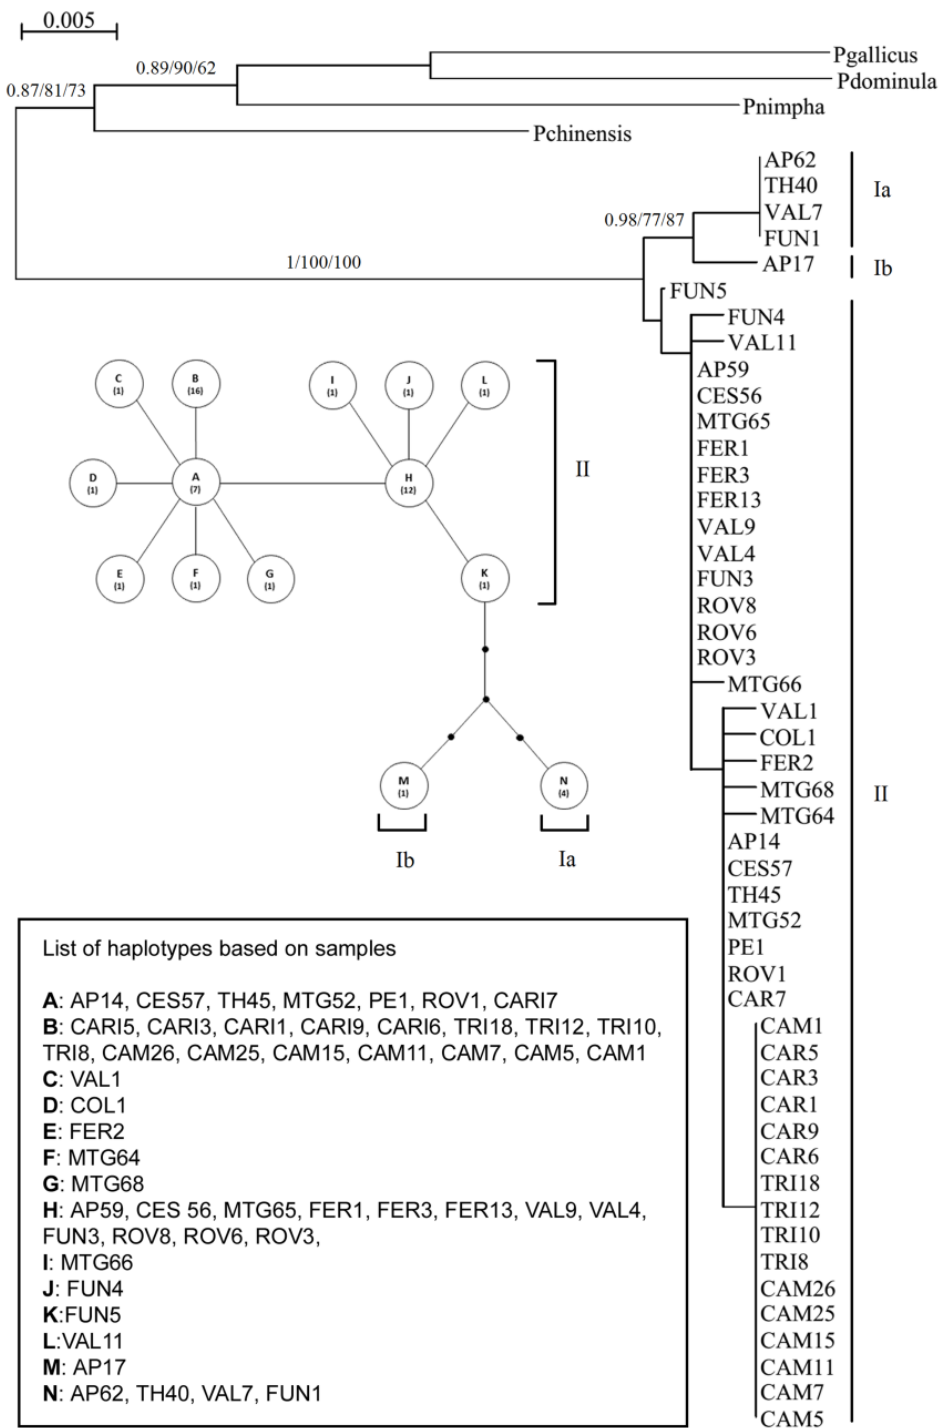 0.005
0.89/90/62
0.87/81/73
Pgallicus
Pdominula
Pnimpha
Pchinensis
AP62
TH40
VAL7
FUN1
Ia
0.98/77/87
AP17
Ib
1/100/100
FUN5
FUN4
VAL11
AP59
CES56
MTG65
FER1
FER3
FER13
VAL9
VAL4
FUN3
ROV8
ROV6
ROV3
MTG66
VAL1
COL1
FER2
MTG68
MTG64
AP14
CES57
TH45
MTG52
PE1
ROV1
CAR7
CAM1
CAR5
CAR3
CAR1
CAR9
CAR6
TRI18
TRI12
TRI10
TRI8
CAM26
CAM25
CAM15
CAM11
CAM7
CAM5
II
C
(1)
B
(16)
I
(1)
J
(1)
L
(1)
D
(1)
A
(7)
H
(12)
II
E
(1)
F
(1)
G
(1)
K
(1)
M
(1)
N
(4)
Ib
Ia
List of haplotypes based on samples
A: AP14, CES57, TH45, MTG52, PE1, ROV1, CARI7
B: CARI5, CARI3, CARI1, CARI9, CARI6, TRI18, TRI12, TRI10,
TRI8, CAM26, CAM25, CAM15, CAM11, CAM7, CAM5, CAM1
C: VAL1
D: COL1
E: FER2
F: MTG64
G: MTG68
H: AP59, CES 56, MTG65, FER1, FER3, FER13, VAL9, VAL4,
FUN3, ROV8, ROV6, ROV3,
I: MTG66
J: FUN4
K:FUN5
L:VAL11
M: AP17
N: AP62, TH40, VAL7, FUN1